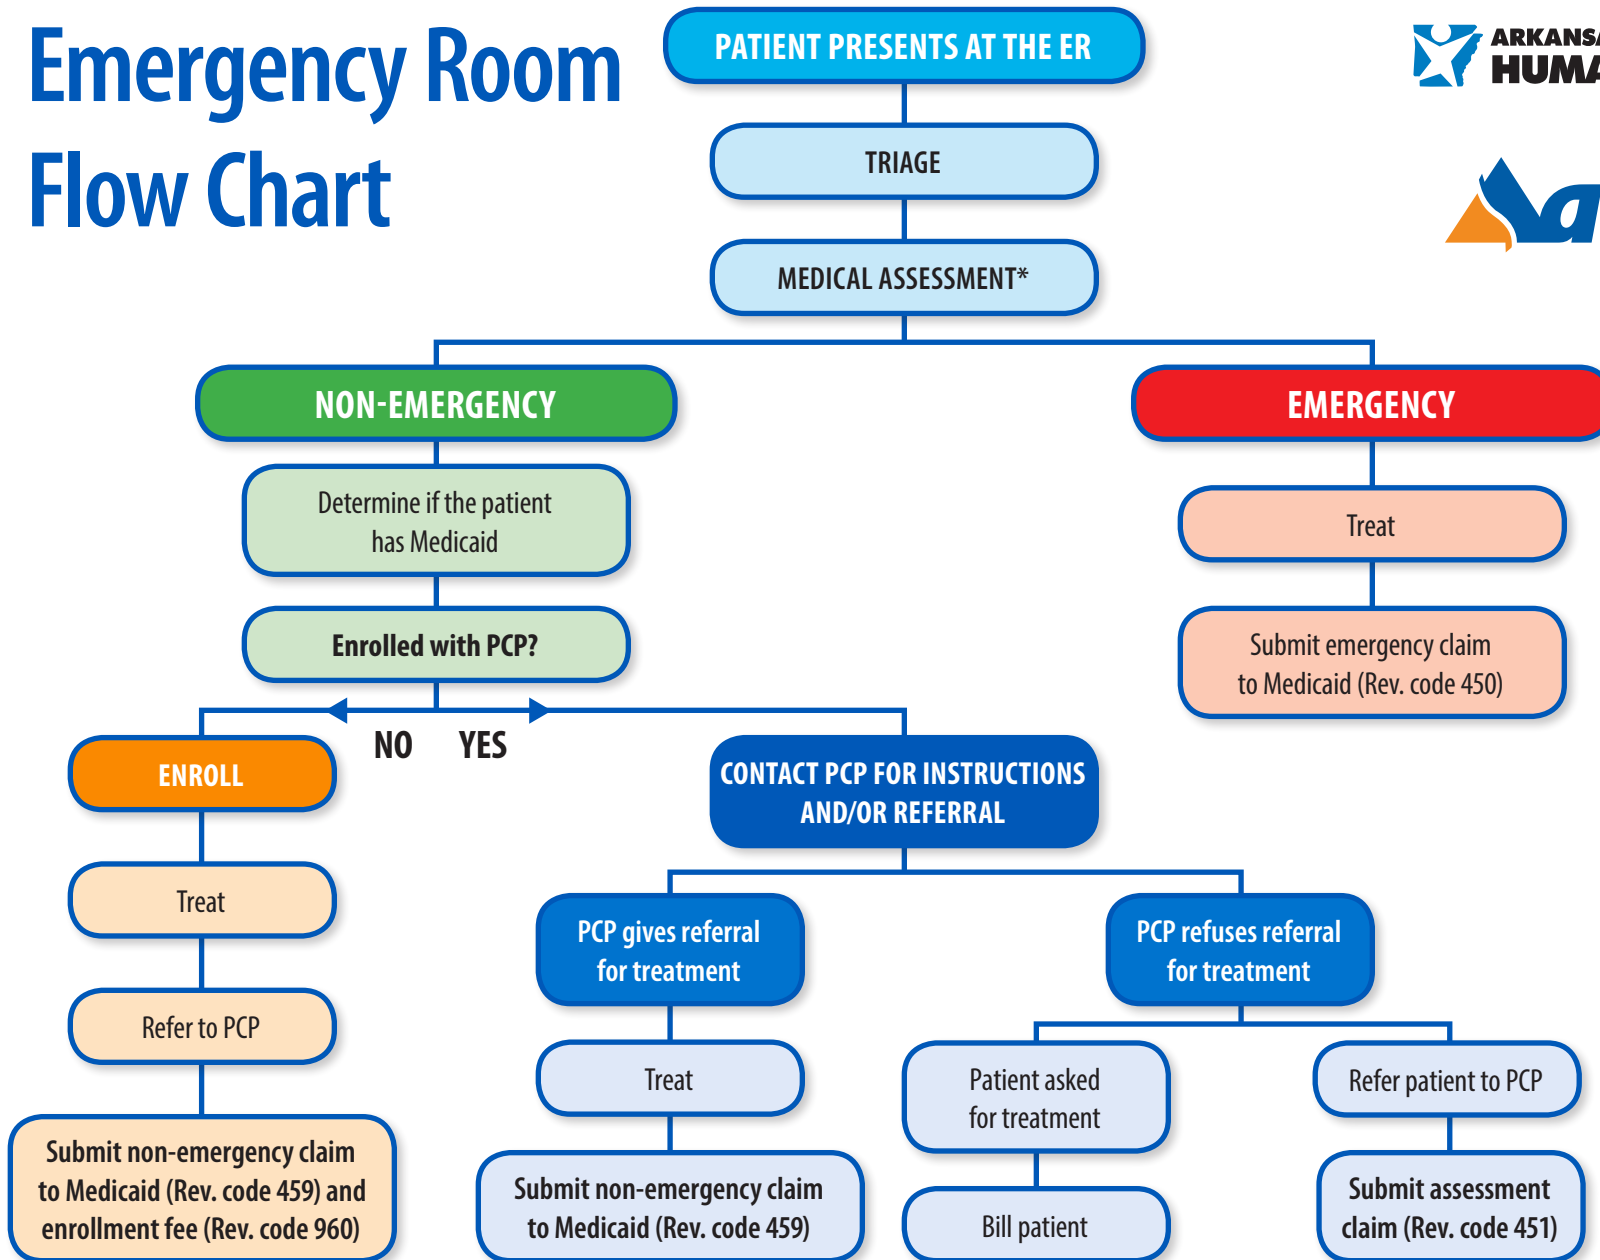 Emergency Room
Flow Chart
PATIENT PRESENTS AT THE ER
TRIAGE
MEDICAL ASSESSMENT*
NON-EMERGENCY
EMERGENCY
Determine if the patient
has Medicaid
Treat
Enrolled with PCP?
Submit emergency claim
to Medicaid (Rev. code 450)
NO YES
ENROLL
CONTACT PCP FOR INSTRUCTIONS
AND/OR REFERRAL
Treat
PCP gives referral
for treatment
PCP refuses referral
for treatment
Refer to PCP
Treat
Patient asked
for treatment
Refer patient to PCP
Submit non-emergency claim
to Medicaid (Rev. code 459) and
enrollment fee (Rev. code 960)
Submit non-emergency claim
to Medicaid (Rev. code 459)
Bill patient
Submit assessment
claim (Rev. code 451)